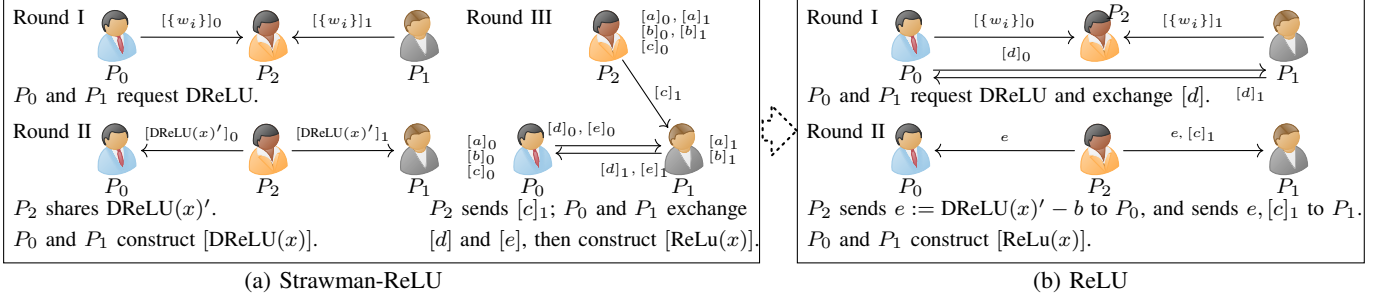 Round I
[{w_i}]_0
[{w_i}]_1
P_0
P_2
P_1
P_0 and P_1 request DReLU.
Round II
[DReLU(x)′]_0
[DReLU(x)′]_1
P_0
P_2
P_1
P_2 shares DReLU(x)′.
P_0 and P_1 construct [DReLU(x)].
Round III
[a]_0, [a]_1
[b]_0, [b]_1
[c]_0
P_2
[c]_1
[a]_0
[b]_0
[c]_0
[d]_0, [e]_0
[d]_1, [e]_1
[a]_1
[b]_1
P_0
P_1
P_2 sends [c]_1; P_0 and P_1 exchange
[d] and [e], then construct [ReLu(x)].
(a) Strawman-ReLU
Round I
[{w_i}]_0
P_2
[{w_i}]_1
[d]_0
P_0
P_1
[d]_1
P_0 and P_1 request DReLU and exchange [d].
Round II
e
e, [c]_1
P_0
P_2
P_1
P_2 sends e := DReLU(x)′ − b to P_0, and sends e, [c]_1 to P_1.
P_0 and P_1 construct [ReLu(x)].
(b) ReLU